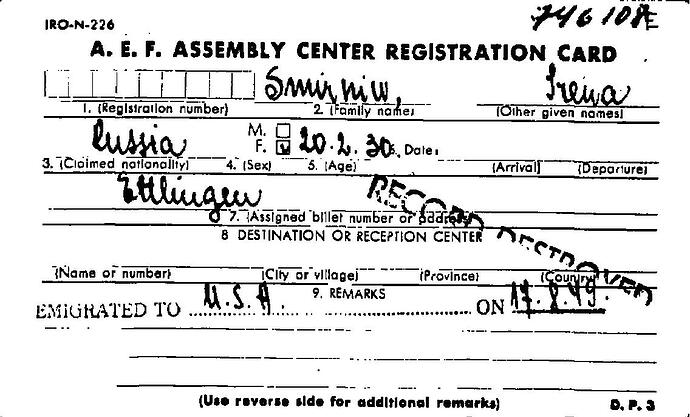 IRO-N-226
746108E
A. E. F. ASSEMBLY CENTER REGISTRATION CARD
Smirniw, Irena
1. (Registration number) 2. (Family name) (Other given names)
Russia M. F. 20.2.30 Date:
3. (Claimed nationality) 4. (Sex) 5. (Age) 6. (Arrival) (Departure)
Ettlingen
7. (Assigned billet number or address)
RECORD DESTROYED
8 DESTINATION OR RECEPTION CENTER
(Name or number) (City or village) (Province) (Country)
9. REMARKS
EMIGRATED TO U.S.A. ON 17.8.49.
(Use reverse side for additional remarks) D. P. 3